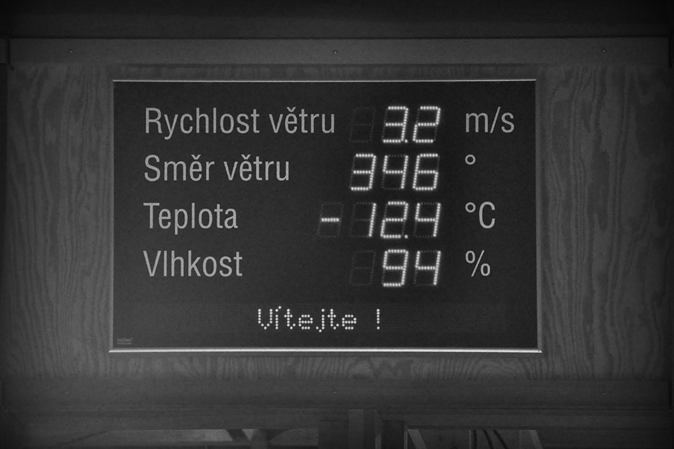 Rychlost větru 3.2 m/s
Směr větru 346 °
Teplota -12.4 °C
Vlhkost 94 %
Vítejte !